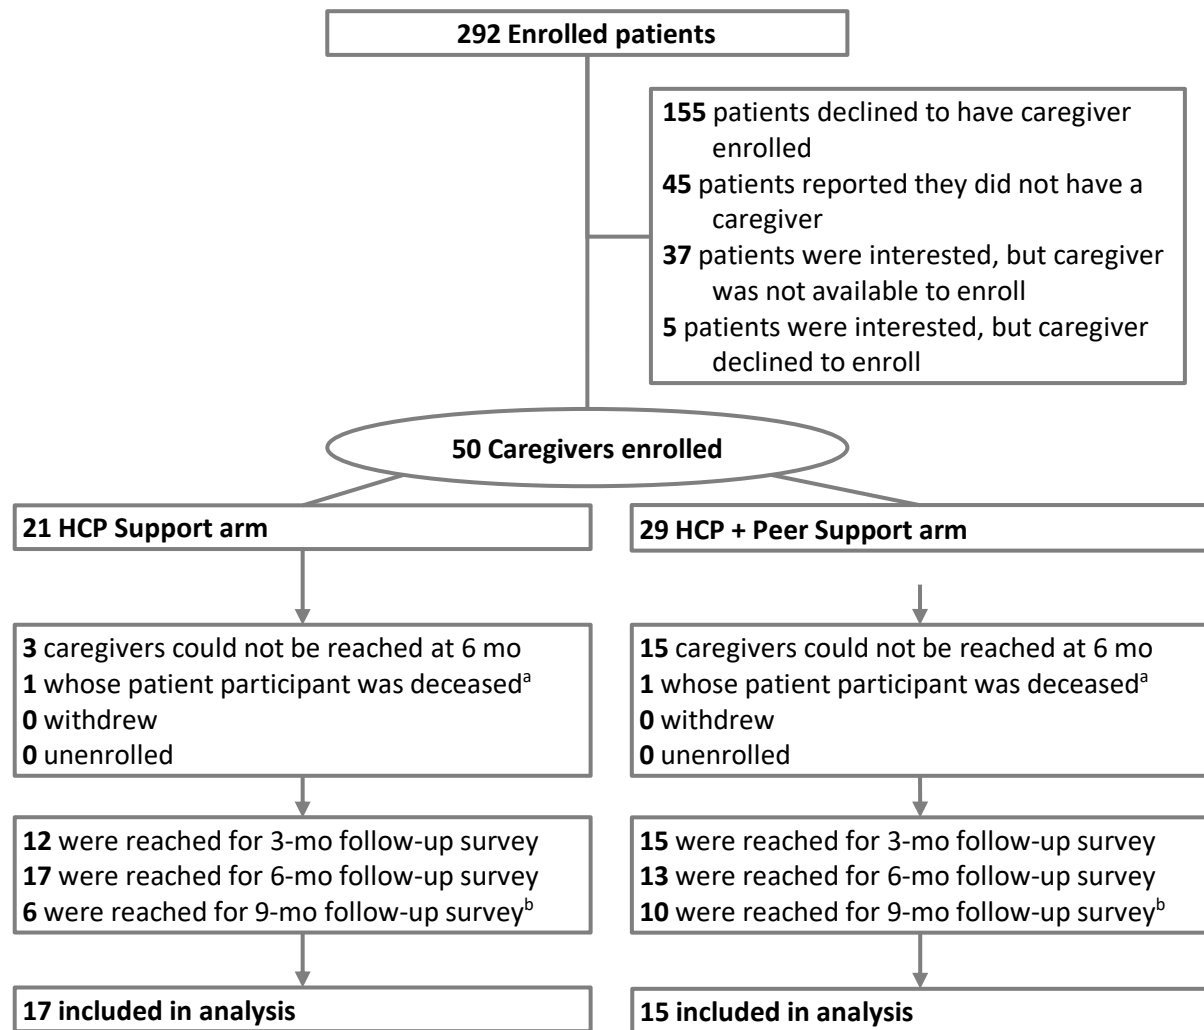 292 Enrolled patients
155 patients declined to have caregiver
enrolled
45 patients reported they did not have a
caregiver
37 patients were interested, but caregiver
was not available to enroll
5 patients were interested, but caregiver
declined to enroll
50 Caregivers enrolled
21 HCP Support arm
3 caregivers could not be reached at 6 mo
1 whose patient participant was deceasedᵃ
0 withdrew
0 unenrolled
12 were reached for 3-mo follow-up survey
17 were reached for 6-mo follow-up survey
6 were reached for 9-mo follow-up surveyᵇ
17 included in analysis
29 HCP + Peer Support arm
15 caregivers could not be reached at 6 mo
1 whose patient participant was deceasedᵃ
0 withdrew
0 unenrolled
15 were reached for 3-mo follow-up survey
13 were reached for 6-mo follow-up survey
10 were reached for 9-mo follow-up surveyᵇ
15 included in analysis